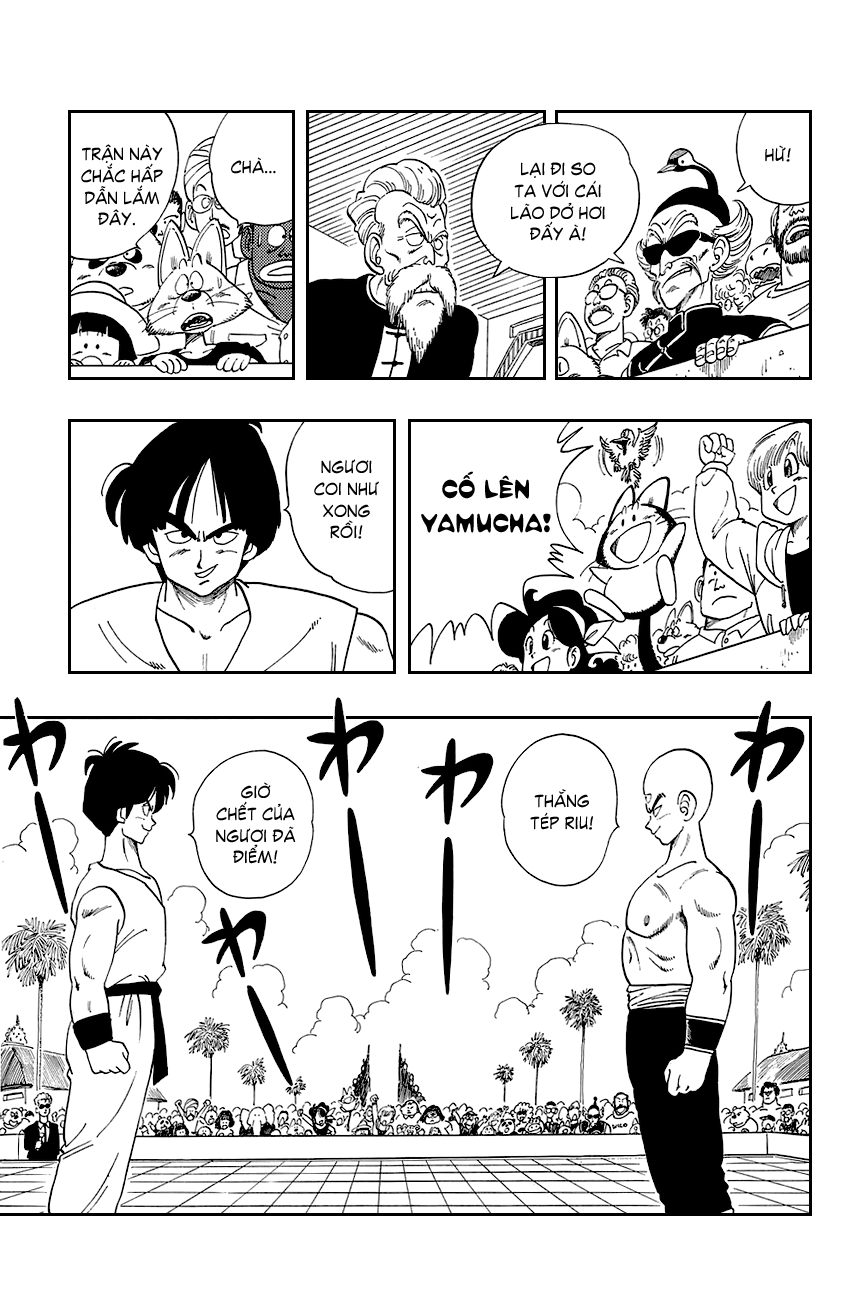 HỪ!
LẠI ĐI SO
TA VỚI CÁI
LÃO DỞ HƠI
ĐẤY À!
CHÀ...
TRẬN NÀY
CHẮC HẤP
DẪN LẮM
ĐÂY.
CỐ LÊN
YAMUCHA!
NGƯƠI
COI NHƯ
XONG
RỒI!
THẰNG
TÉP RIU!
GIỜ
CHẾT CỦA
NGƯƠI ĐÃ
ĐIỂM!
ワー
ワー
ワー
ワー
ワー